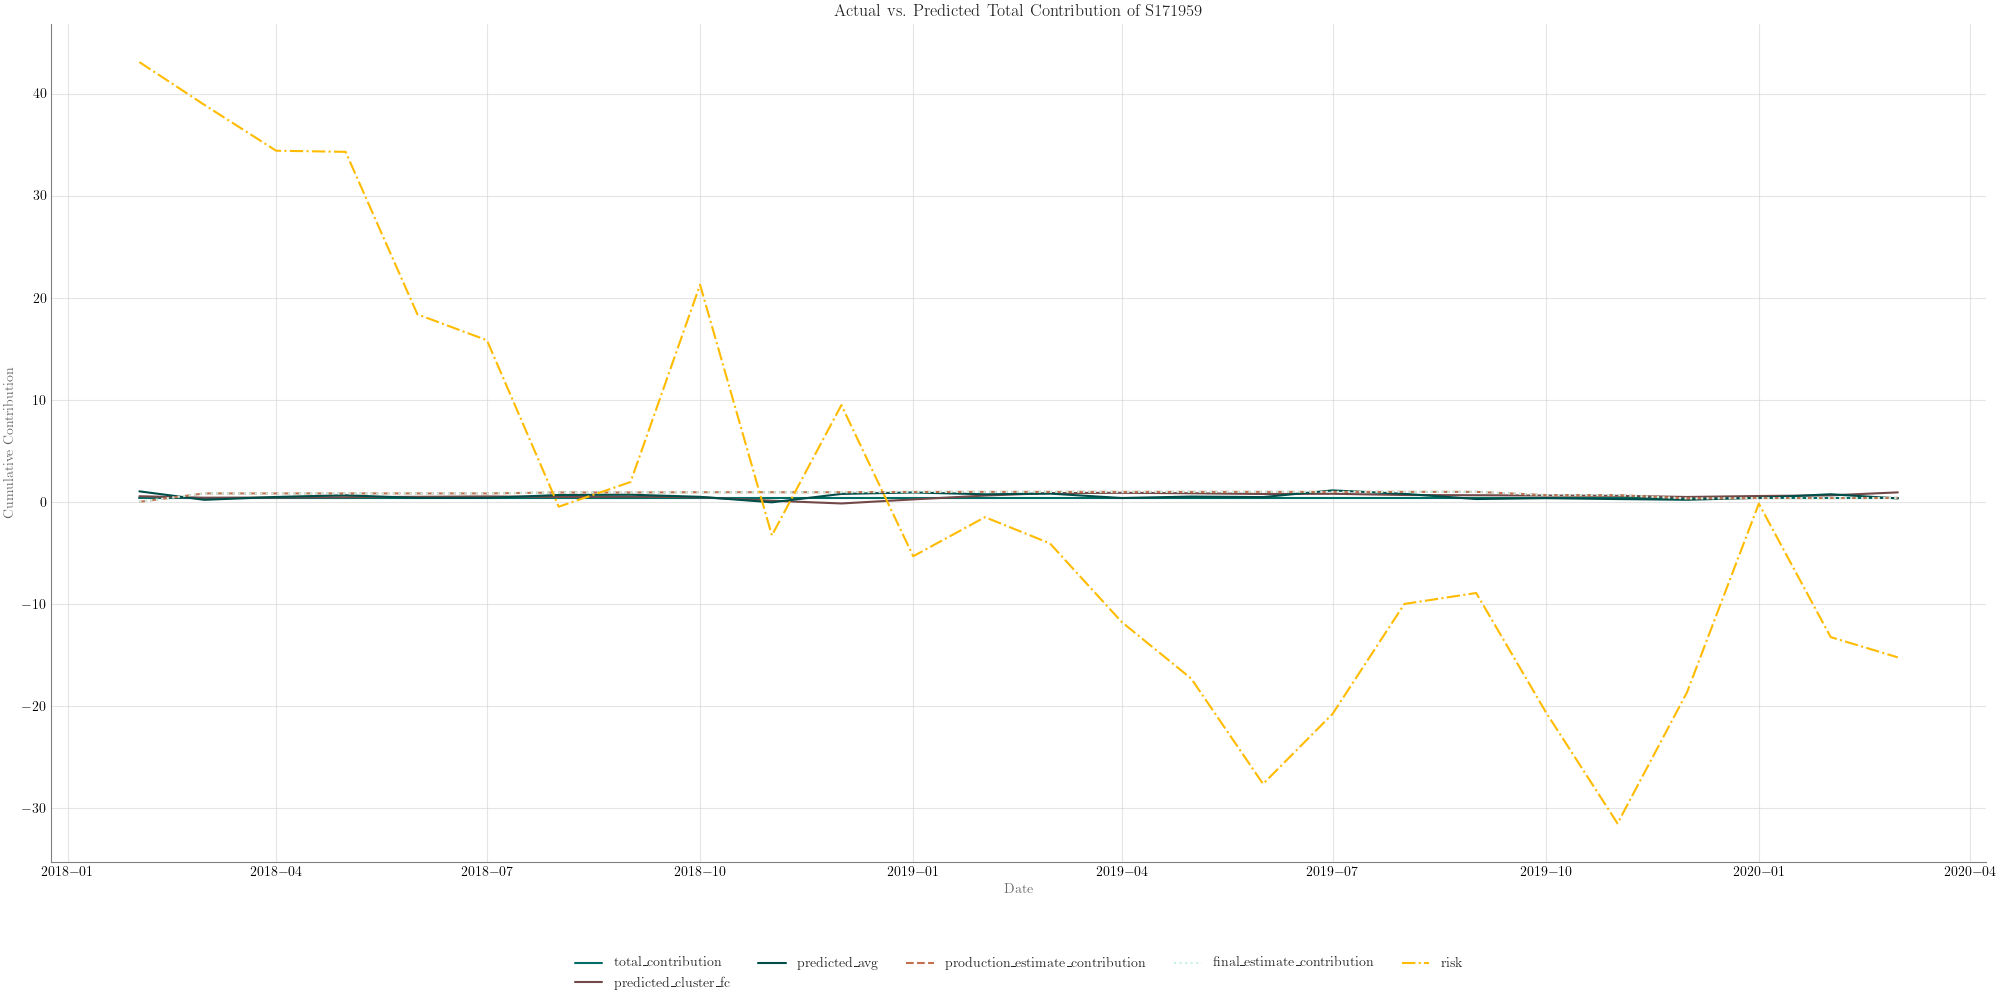 Actual vs. Predicted Total Contribution of S171959
Cumulative Contribution
40
30
20
10
0
−10
−20
−30
2018−01 2018−04 2018−07 2018−10 2019−01 2019−04 2019−07 2019−10 2020−01 2020−04
Date
total_contribution predicted_avg production_estimate_contribution final_estimate_contribution risk
predicted_cluster_fc